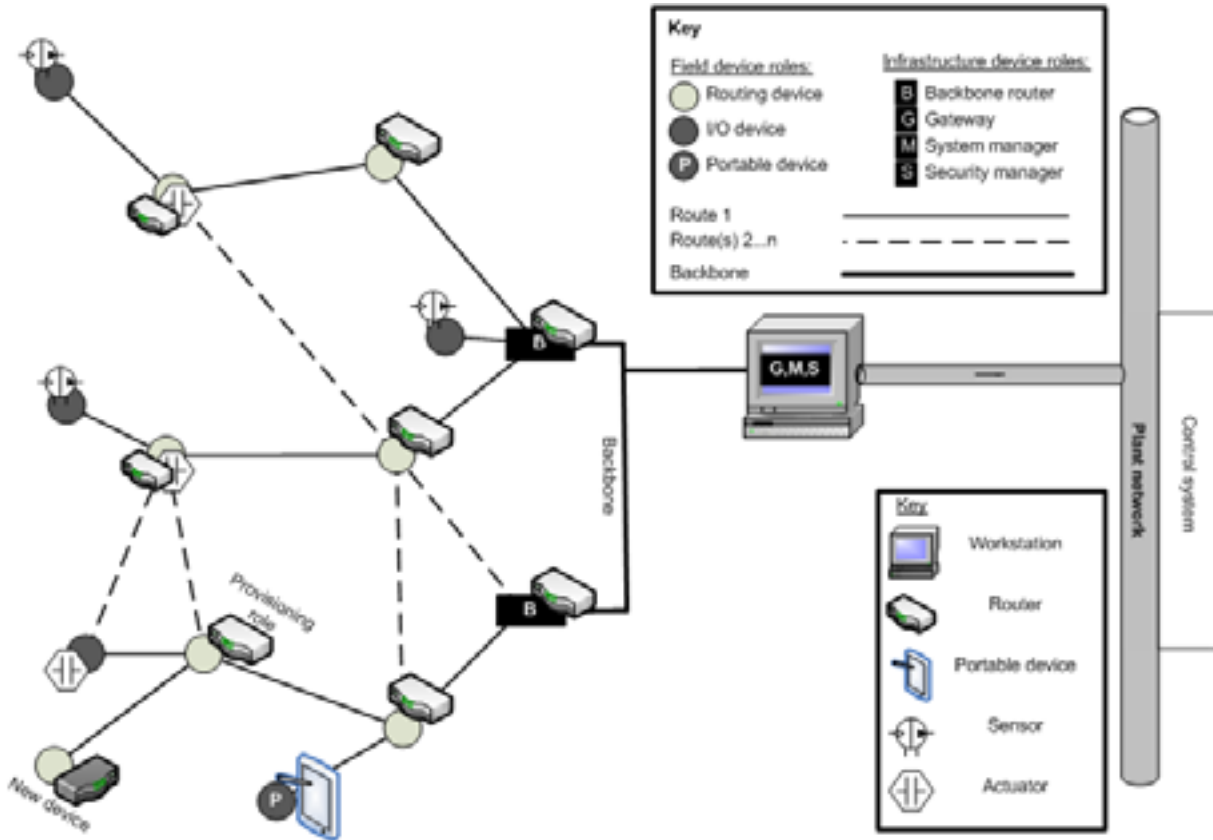 Key
Field device roles:
Routing device
I/O device
P Portable device
Infrastructure device roles:
B Backbone router
G Gateway
M System manager
S Security manager
Route 1
Route(s) 2...n
Backbone
B
G,M,S
Backbone
Plant network
Control system
B
Provisioning
role
New device
P
Key
Workstation
Router
Portable device
Sensor
Actuator